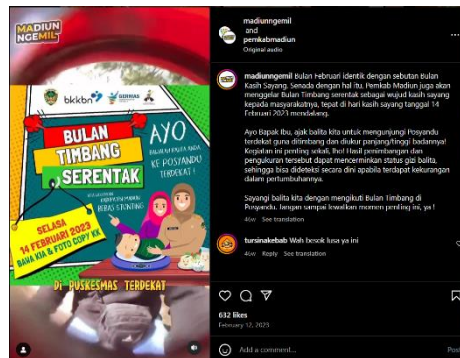 MADIUN
NGEMIL
bkkbn
GERMAS
BULAN
TIMBANG
SERENTAK
AYO
KE POSYANDU
TERDEKAT !
BEBAS STUNTING
SELASA
14 FEBRUARI 2023
BAWA KIA & FOTO COPY KK
Di PUSKESMAS TERDEKAT
madiunngemil
and
pemkabmadiun
Original audio
madiunngemil Bulan Februari identik dengan sebutan Bulan
Kasih Sayang. Senada dengan hal itu, Pemkab Madiun juga akan
menggelar Bulan Timbang serentak sebagai wujud kasih sayang
kepada masyarakatnya, tepat di hari kasih sayang tanggal 14
Februari 2023 mendatang.
Ayo Bapak Ibu, ajak balita kita untuk mengunjungi Posyandu
terdekat guna ditimbang dan diukur panjang/tinggi badannya!
Kegiatan ini penting sekali, lho! Hasil penimbangan dan
pengukuran tersebut dapat mencerminkan status gizi balita,
sehingga bisa dideteksi secara dini apabila terdapat kekurangan
dalam pertumbuhannya.
Sayangi balita kita dengan mengikuti Bulan Timbang di
Posyandu. Jangan sampai lewatkan momen penting ini, ya !
46w See translation
tursinakebab Wah besok lusa ya ini
46w Reply See translation
632 likes
February 12, 2023
Add a comment...
Post